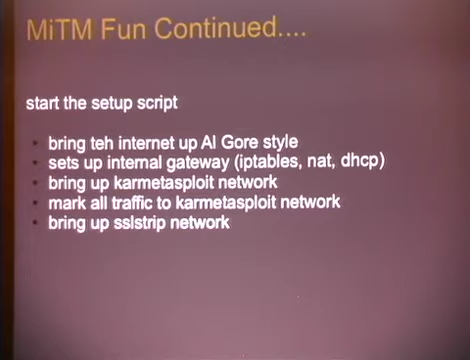 MiTM Fun Continued....
start the setup script
bring teh internet up Al Gore style
sets up internal gateway (iptables, nat, dhcp)
bring up karmetasploit network
mark all traffic to karmetasploit network
bring up sslstrip network